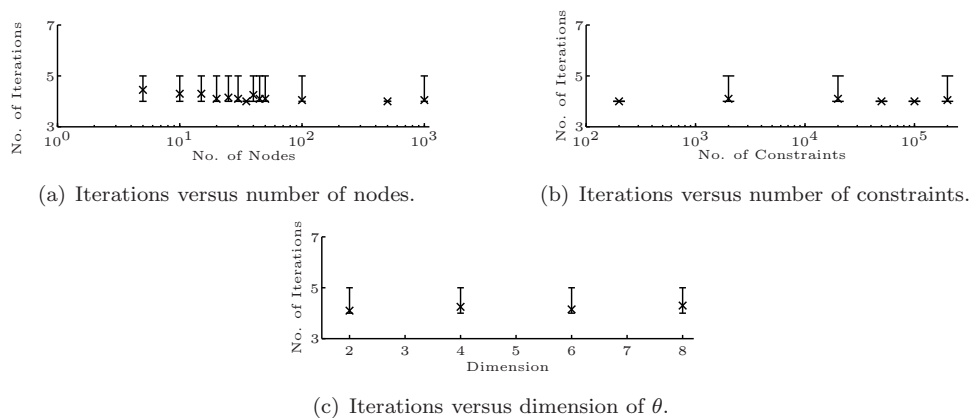 No. of Iterations
7
5
3
10^0 10^1 10^2 10^3
No. of Nodes
(a) Iterations versus number of nodes.
No. of Iterations
7
5
3
10^2 10^3 10^4 10^5
No. of Constraints
(b) Iterations versus number of constraints.
No. of Iterations
7
5
3
2 3 4 5 6 7 8
Dimension
(c) Iterations versus dimension of θ.